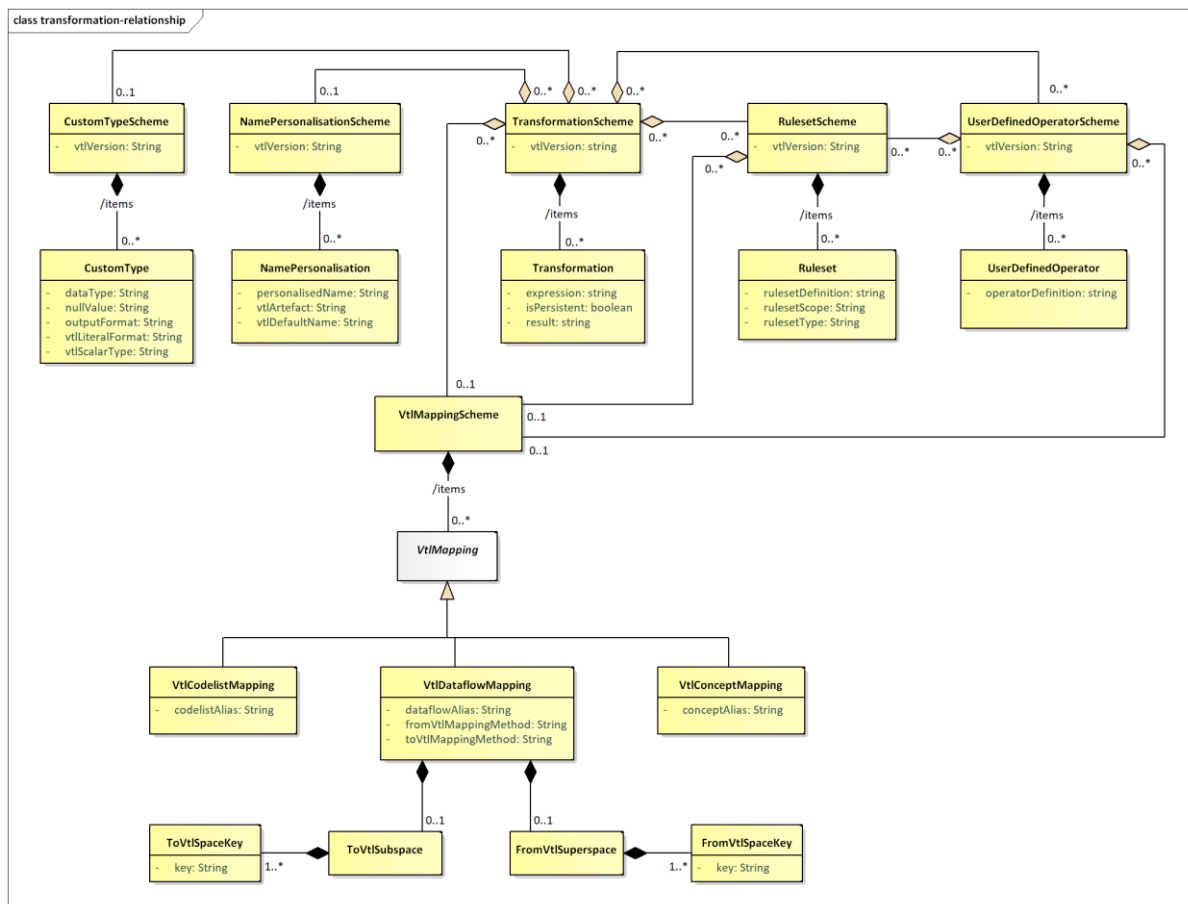 class transformation-relationship
0..1
0..1
0..*
0..*
0..*
0..*
CustomTypeScheme
- vtlVersion: String
NamePersonalisationScheme
- vtlVersion: String
TransformationScheme
- vtlVersion: string
RulesetScheme
- vtlVersion: String
UserDefinedOperatorScheme
- vtlVersion: String
0..*
0..*
0..*
0..*
0..*
0..*
0..*
/items
/items
/items
/items
/items
0..*
0..*
0..*
0..*
0..*
CustomType
- dataType: String
- nullValue: String
- outputFormat: String
- vtlLiteralFormat: String
- vtlScalarType: String
NamePersonalisation
- personalisedName: String
- vtlArtefact: String
- vtlDefaultName: String
Transformation
- expression: string
- isPersistent: boolean
- result: string
Ruleset
- rulesetDefinition: string
- rulesetScope: String
- rulesetType: String
UserDefinedOperator
- operatorDefinition: string
0..1
VtlMappingScheme
0..1
0..1
/items
0..*
VtlMapping
VtlCodelistMapping
- codelistAlias: String
VtlDataflowMapping
- dataflowAlias: String
- fromVtlMappingMethod: String
- toVtlMappingMethod: String
VtlConceptMapping
- conceptAlias: String
0..1
0..1
ToVtlSpaceKey
- key: String
1..*
ToVtlSubspace
FromVtlSuperspace
1..*
FromVtlSpaceKey
- key: String